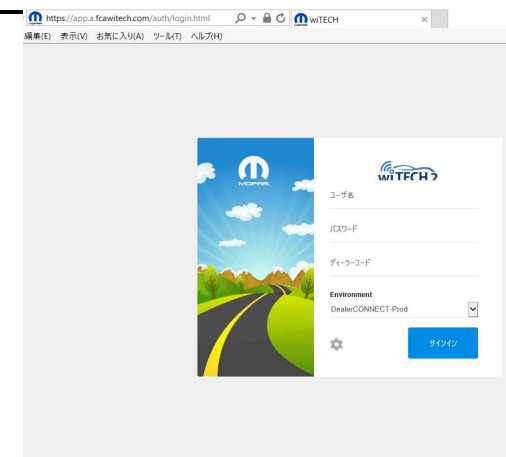 https://app.a.fcawitech.com/auth/login.html
wiTECH
編集(E) 表示(V) お気に入り(A) ツール(T) ヘルプ(H)
MOPAR
wiTECH 2
ユーザ名
パスワード
ディーラーコード
Environment
DealerCONNECT-Prod
サインイン